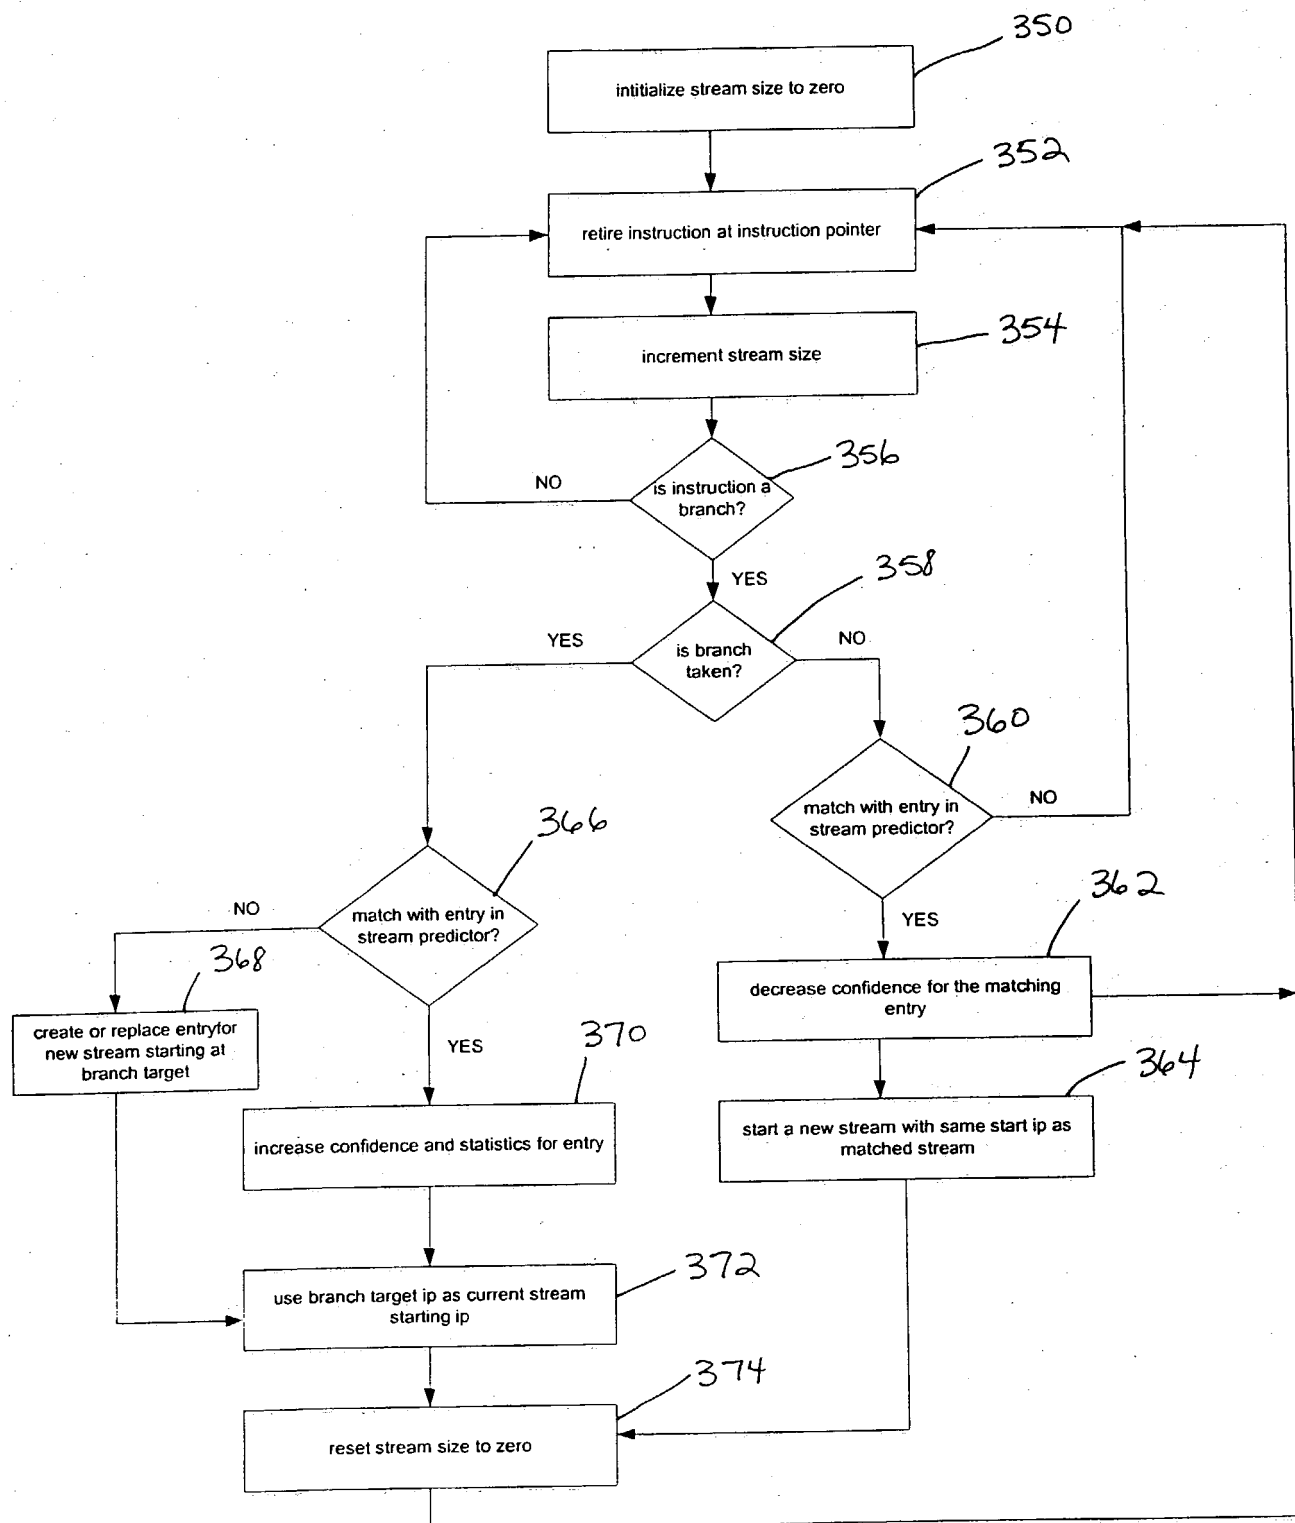 350
intitialize stream size to zero
352
retire instruction at instruction pointer
354
increment stream size
356
NO
is instruction a
branch?
YES
358
YES
NO
is branch
taken?
360
match with entry in
stream predictor?
NO
366
NO
match with entry in
stream predictor?
YES
362
368
decrease confidence for the matching
entry
create or replace entryfor
new stream starting at
branch target
YES
370
364
increase confidence and statistics for entry
start a new stream with same start ip as
matched stream
372
use branch target ip as current stream
starting ip
374
reset stream size to zero